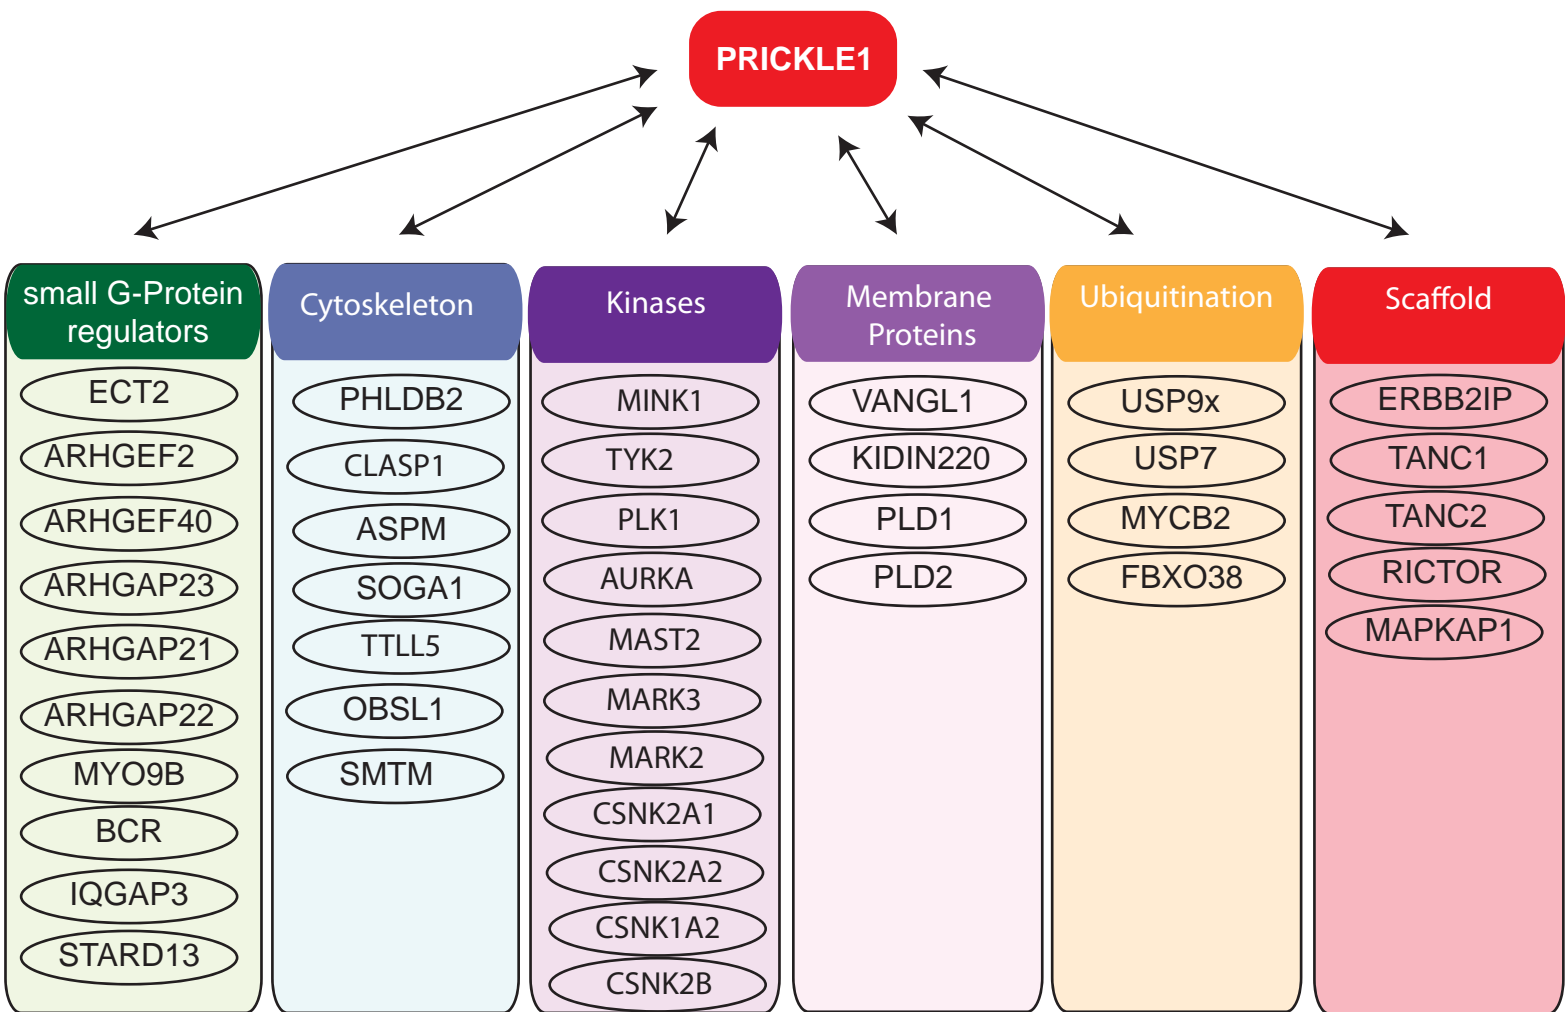 PRICKLE1
small G-Protein
regulators
ECT2
ARHGEF2
ARHGEF40
ARHGAP23
ARHGAP21
ARHGAP22
MYO9B
BCR
IQGAP3
STARD13
Cytoskeleton
PHLDB2
CLASP1
ASPM
SOGA1
TTLL5
OBSL1
SMTM
Kinases
MINK1
TYK2
PLK1
AURKA
MAST2
MARK3
MARK2
CSNK2A1
CSNK2A2
CSNK1A2
CSNK2B
Membrane
Proteins
VANGL1
KIDIN220
PLD1
PLD2
Ubiquitination
USP9x
USP7
MYCB2
FBXO38
Scaffold
ERBB2IP
TANC1
TANC2
RICTOR
MAPKAP1